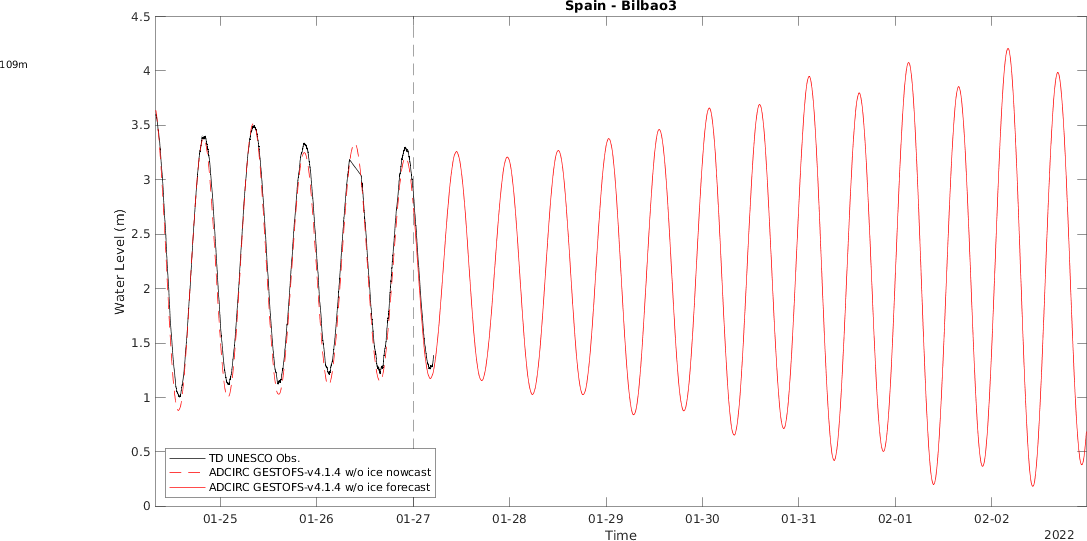 Spain - Bilbao3
109m
4.5
4
3.5
3
2.5
2
1.5
1
0.5
0
Water Level (m)
TD UNESCO Obs.
ADCIRC GESTOFS-v4.1.4 w/o ice nowcast
ADCIRC GESTOFS-v4.1.4 w/o ice forecast
01-25 01-26 01-27 01-28 01-29 01-30 01-31 02-01 02-02
Time
2022